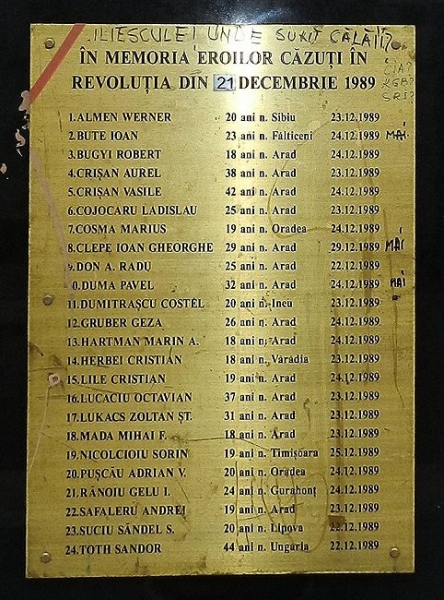 ILIESCULE! UNDE SUNT CĂLĂII?
ÎN MEMORIA EROILOR CĂZUȚI ÎN
REVOLUȚIA DIN 21 DECEMBRIE 1989
CIA?
KGB?
SRI?
1.ALMEN WERNER 20 ani n. Sibiu 23.12.1989
2.BUTE IOAN 23 ani n. Fălticeni 24.12.1989 MĂI
3.BUGYI ROBERT 18 ani n. Arad 24.12.1989
4.CRIȘAN AUREL 38 ani n. Arad 24.12.1989
5.CRIȘAN VASILE 42 ani n. Arad 24.12.1989
6.COJOCARU LADISLAU 25 ani n. Arad 23.12.1989
7.COSMA MARIUS 19 ani n. Oradea 24.12.1989
8.CLEPE IOAN GHEORGHE 29 ani n. Arad 29.12.1989 MĂI
9.DON A. RADU 25 ani n. Arad 22.12.1989
10.DUMA PAVEL 32 ani n. Arad 24.12.1989 MĂI
11.DUMITRAȘCU COSTEL 20 ani n. Ineu 23.12.1989
12.GRUBER GEZA 26 ani n. Arad 24.12.1989
13.HARTMAN MARIN A. 18 ani n. Arad 24.12.1989
14.HERBEI CRISTIAN 18 ani n. Vărădia 23.12.1989
15.LILE CRISTIAN 19 ani n. Arad 24.12.1989
16.LUCACIU OCTAVIAN 37 ani n. Arad 23.12.1989
17.LUKACS ZOLTAN ȘT. 31 ani n. Arad 23.12.1989
18.MADA MIHAI F. 18 ani n. Arad 23.12.1989
19.NICOLCIOIU SORIN 19 ani n. Timișoara 25.12.1989
20.PUȘCĂU ADRIAN V. 20 ani n. Oradea 24.12.1989
21.RĂNOIU GELU I. 24 ani n. Gurahonț 24.12.1989
22.SAFALERU ANDREI 19 ani n. Arad 23.12.1989
23.SUCIU SĂNDEL S. 20 ani n. Lipova 22.12.1989
24.TOTH SANDOR 44 ani n. Ungaria 22.12.1989